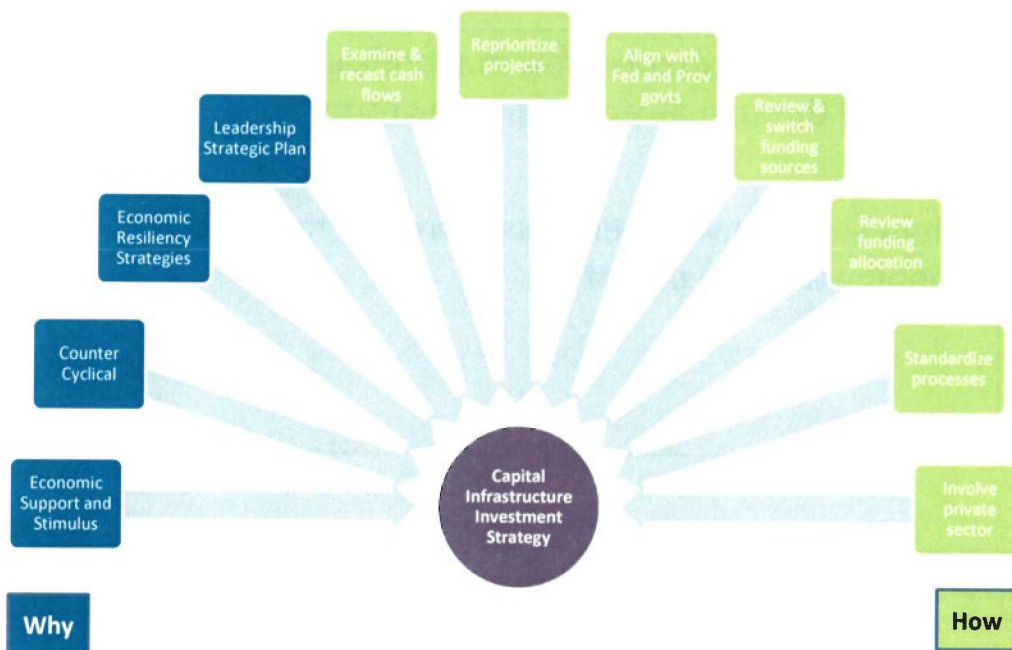 Examine &
recast cash
flows
Reprioritize
projects
Align with
Fed and Prov
govts
Review &
switch
funding
sources
Leadership
Strategic Plan
Economic
Resiliency
Strategies
Review
funding
allocation
Counter
Cyclical
Standardize
processes
Economic
Support and
Stimulus
Capital
Infrastructure
Investment
Strategy
Involve
private
sector
Why
How